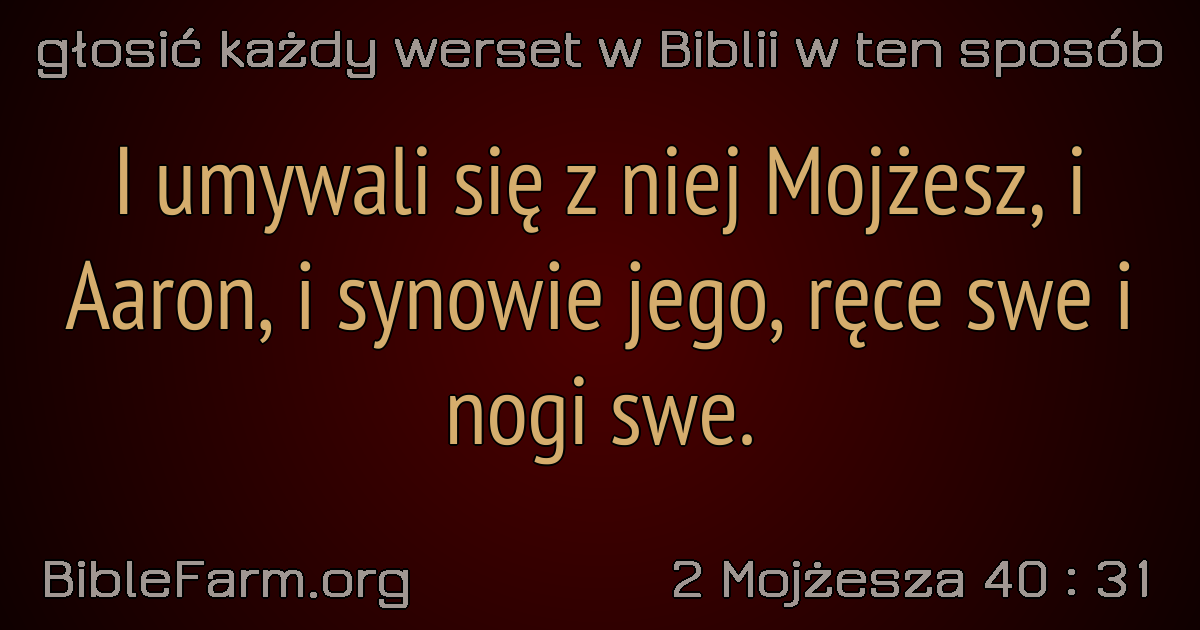 głosić każdy werset w Biblii w ten sposób
I umywali się z niej Mojżesz, i
Aaron, i synowie jego, ręce swe i
nogi swe.
BibleFarm.org
2 Mojżesza 40 : 31